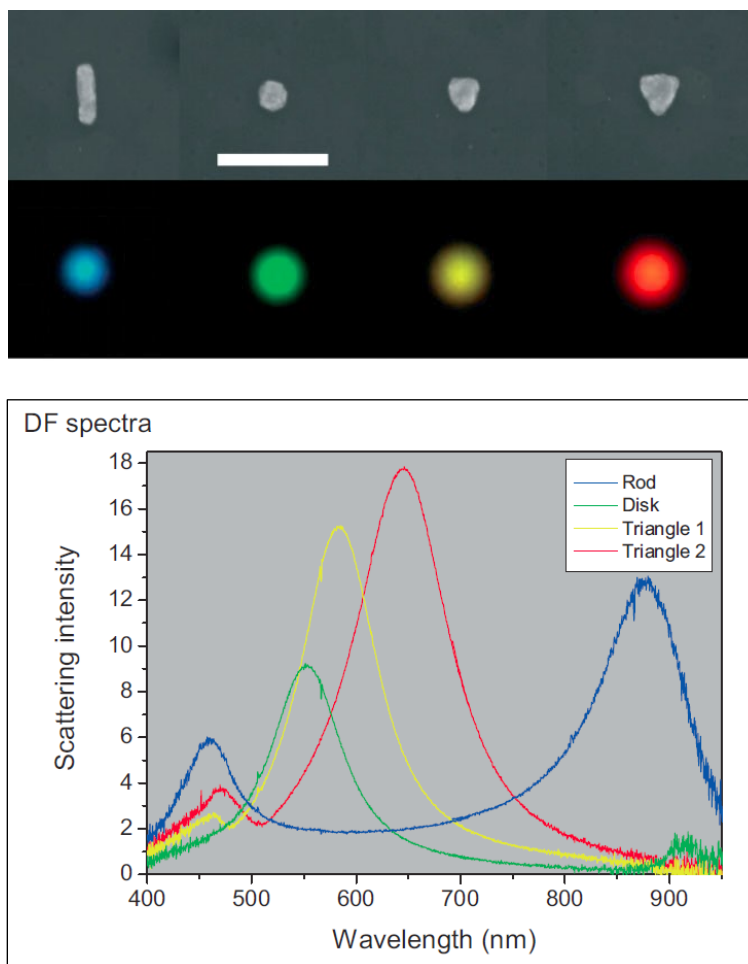 DF spectra
18
16
14
12
10
8
6
4
2
0
Scattering intensity
Rod
Disk
Triangle 1
Triangle 2
400 500 600 700 800 900
Wavelength (nm)